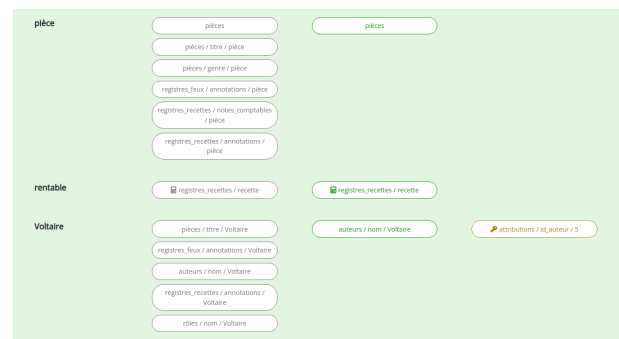 pièce
pièces
pièces
pièces / titre / pièce
pièces / genre / pièce
registres_feux / annotations / pièce
registres_recettes / notes_comptables
/ pièce
registres_recettes / annotations /
pièce
rentable
registres_recettes / recette
registres_recettes / recette
Voltaire
pièces / titre / Voltaire
auteurs / nom / Voltaire
attributions / id_auteur / 5
registres_feux / annotations / Voltaire
auteurs / nom / Voltaire
registres_recettes / annotations /
Voltaire
rôles / nom / Voltaire